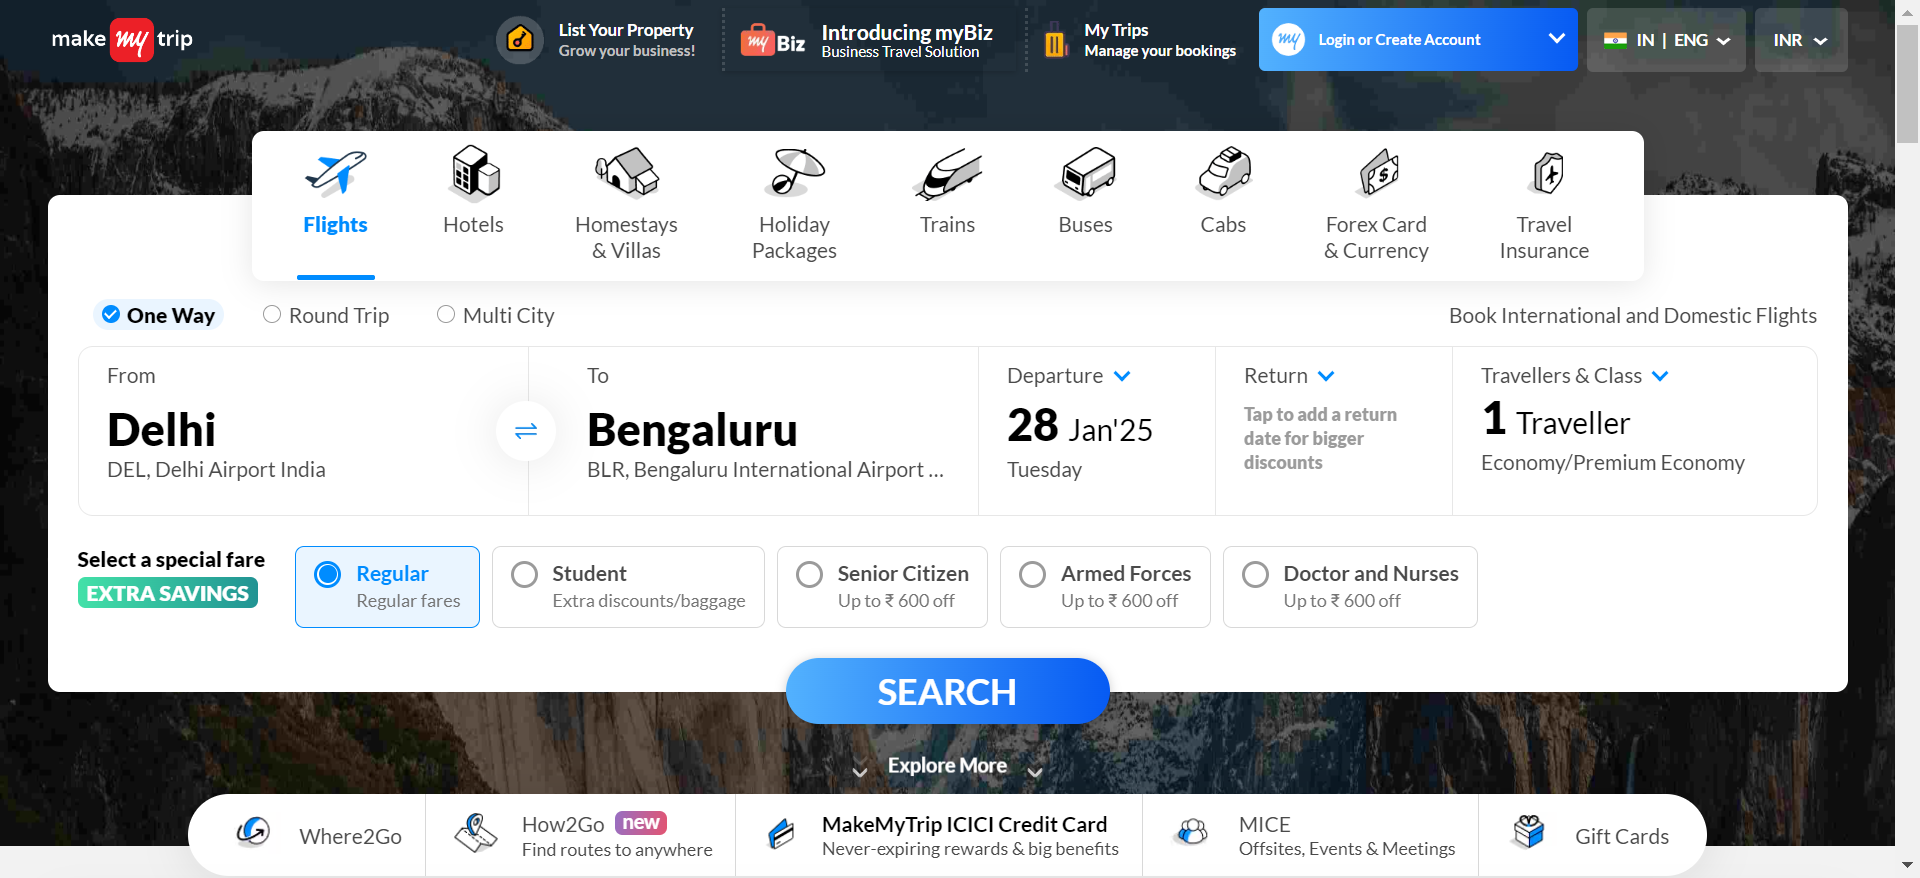 make my trip
List Your Property
Grow your business!
my Biz
Introducing myBiz
Business Travel Solution
My Trips
Manage your bookings
my
Login or Create Account
IN | ENG
INR
Flights
Hotels
Homestays
& Villas
Holiday
Packages
Trains
Buses
Cabs
Forex Card
& Currency
Travel
Insurance
One Way
Round Trip
Multi City
Book International and Domestic Flights
From
Delhi
DEL, Delhi Airport India
To
Bengaluru
BLR, Bengaluru International Airport ...
Departure
28 Jan'25
Tuesday
Return
Tap to add a return
date for bigger
discounts
Travellers & Class
1 Traveller
Economy/Premium Economy
Select a special fare
EXTRA SAVINGS
Regular
Regular fares
Student
Extra discounts/baggage
Senior Citizen
Up to ₹ 600 off
Armed Forces
Up to ₹ 600 off
Doctor and Nurses
Up to ₹ 600 off
SEARCH
Explore More
Where2Go
How2Go new
Find routes to anywhere
MakeMyTrip ICICI Credit Card
Never-expiring rewards & big benefits
MICE
Offsites, Events & Meetings
Gift Cards